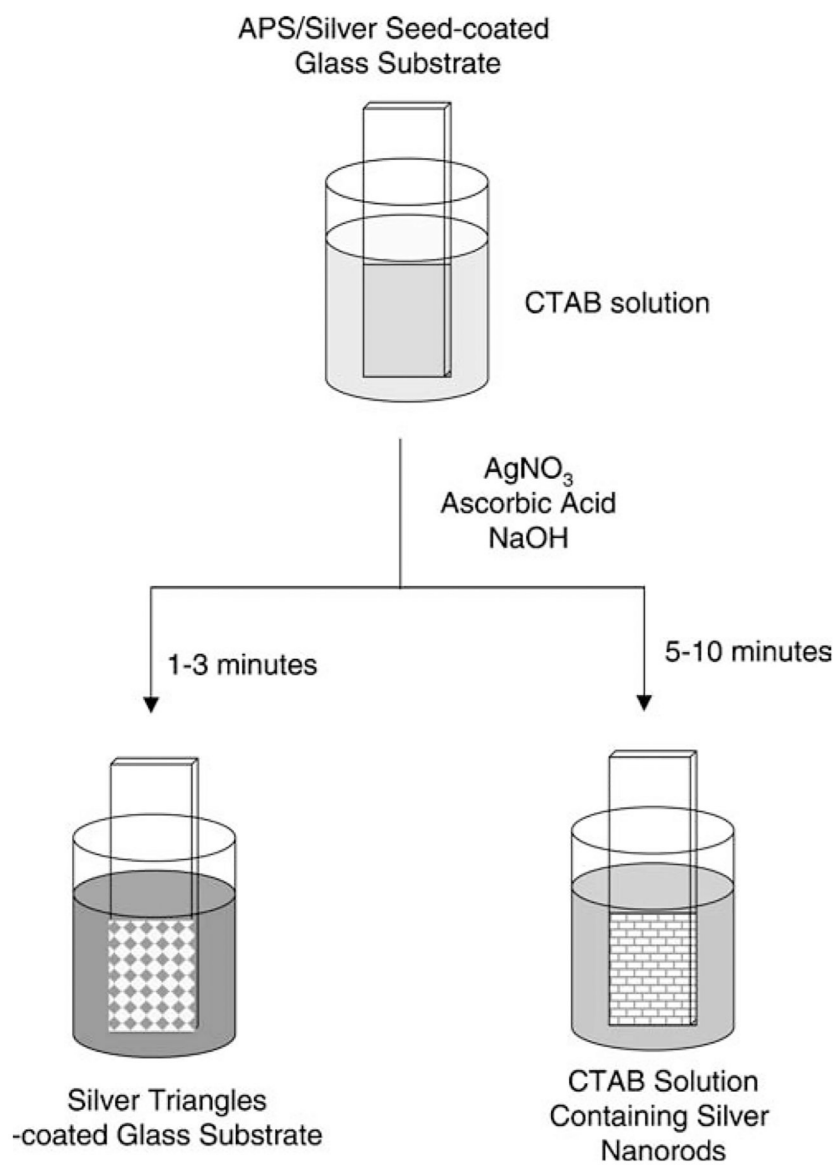 APS/Silver Seed-coated
Glass Substrate
CTAB solution
AgNO₃
Ascorbic Acid
NaOH
1-3 minutes
5-10 minutes
Silver Triangles
-coated Glass Substrate
CTAB Solution
Containing Silver
Nanorods